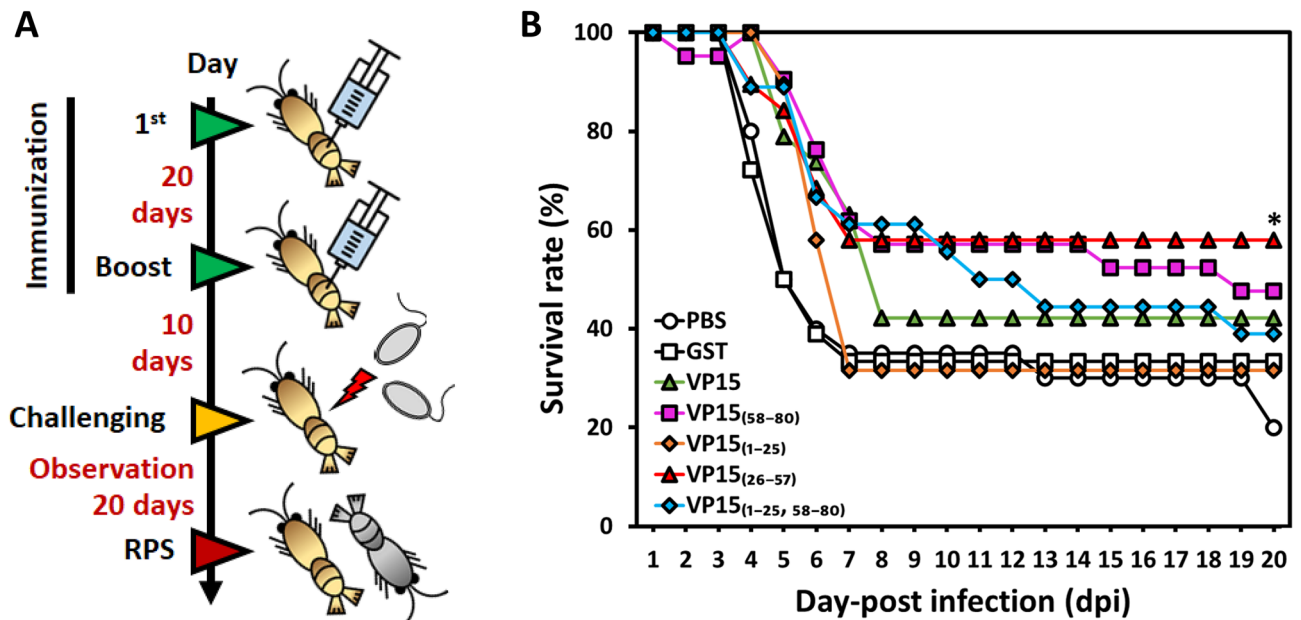 A
Day
Immunization
1st
20
days
Boost
10
days
Challenging
Observation
20 days
RPS
B
Survival rate (%)
100
80
60
40
20
0
*
PBS
GST
VP15
VP15(58–80)
VP15(1–25)
VP15(26–57)
VP15(1–25, 58–80)
1 2 3 4 5 6 7 8 9 10 11 12 13 14 15 16 17 18 19 20
Day-post infection (dpi)